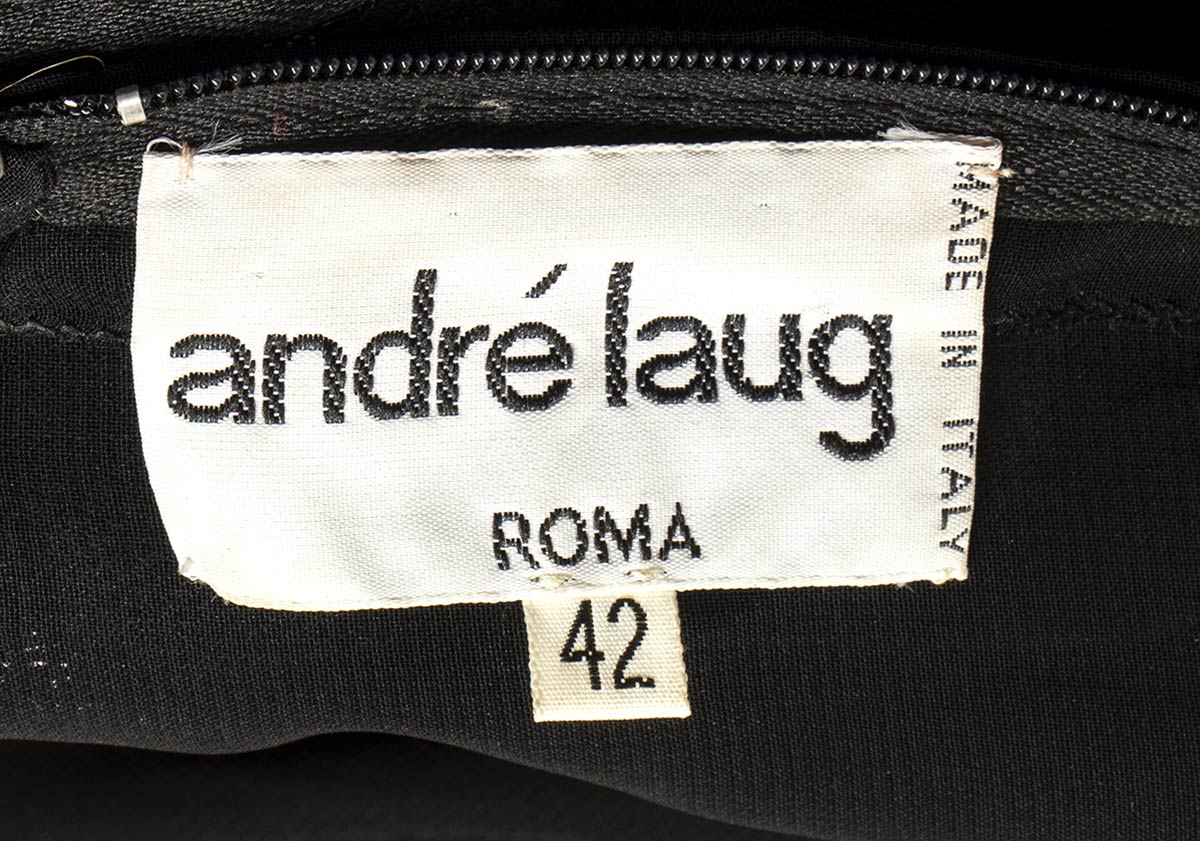 andré laug
ROMA
42
MADE IN ITALY